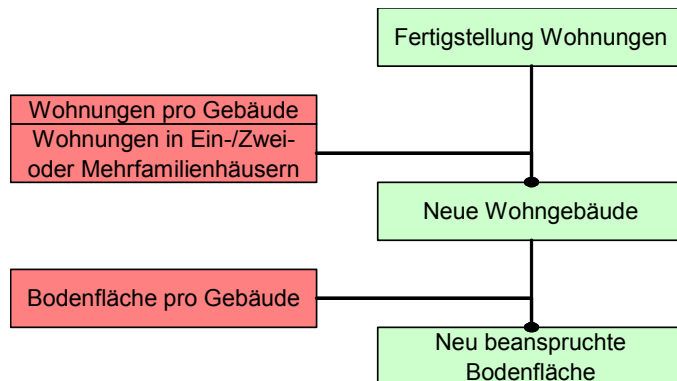 Fertigstellung Wohnungen
Wohnungen pro Gebäude
Wohnungen in Ein-/Zwei-
oder Mehrfamilienhäusern
Neue Wohngebäude
Bodenfläche pro Gebäude
Neu beanspruchte
Bodenfläche